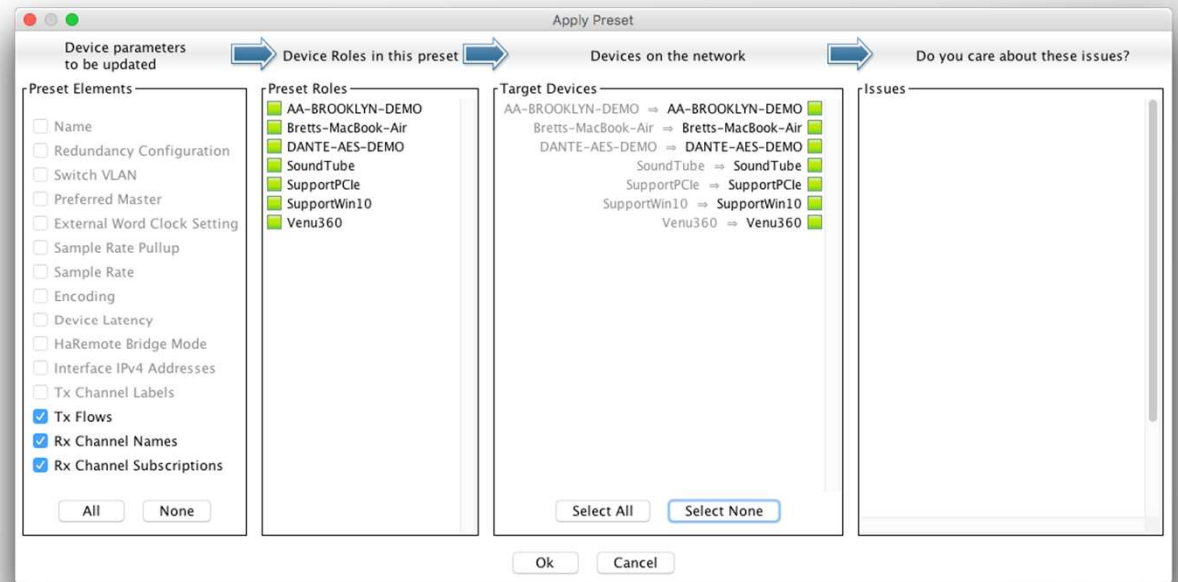 Apply Preset
Device parameters
to be updated
Device Roles in this preset
Devices on the network
Do you care about these issues?
Preset Elements
Name
Redundancy Configuration
Switch VLAN
Preferred Master
External Word Clock Setting
Sample Rate Pullup
Sample Rate
Encoding
Device Latency
HaRemote Bridge Mode
Interface IPv4 Addresses
Tx Channel Labels
Tx Flows
Rx Channel Names
Rx Channel Subscriptions
All None
Preset Roles
AA-BROOKLYN-DEMO
Bretts-MacBook-Air
DANTE-AES-DEMO
SoundTube
SupportPCIe
SupportWin10
Venu360
Target Devices
AA-BROOKLYN-DEMO ⇒ AA-BROOKLYN-DEMO
Bretts-MacBook-Air ⇒ Bretts-MacBook-Air
DANTE-AES-DEMO ⇒ DANTE-AES-DEMO
SoundTube ⇒ SoundTube
SupportPCIe ⇒ SupportPCIe
SupportWin10 ⇒ SupportWin10
Venu360 ⇒ Venu360
Select All Select None
Issues
Ok Cancel